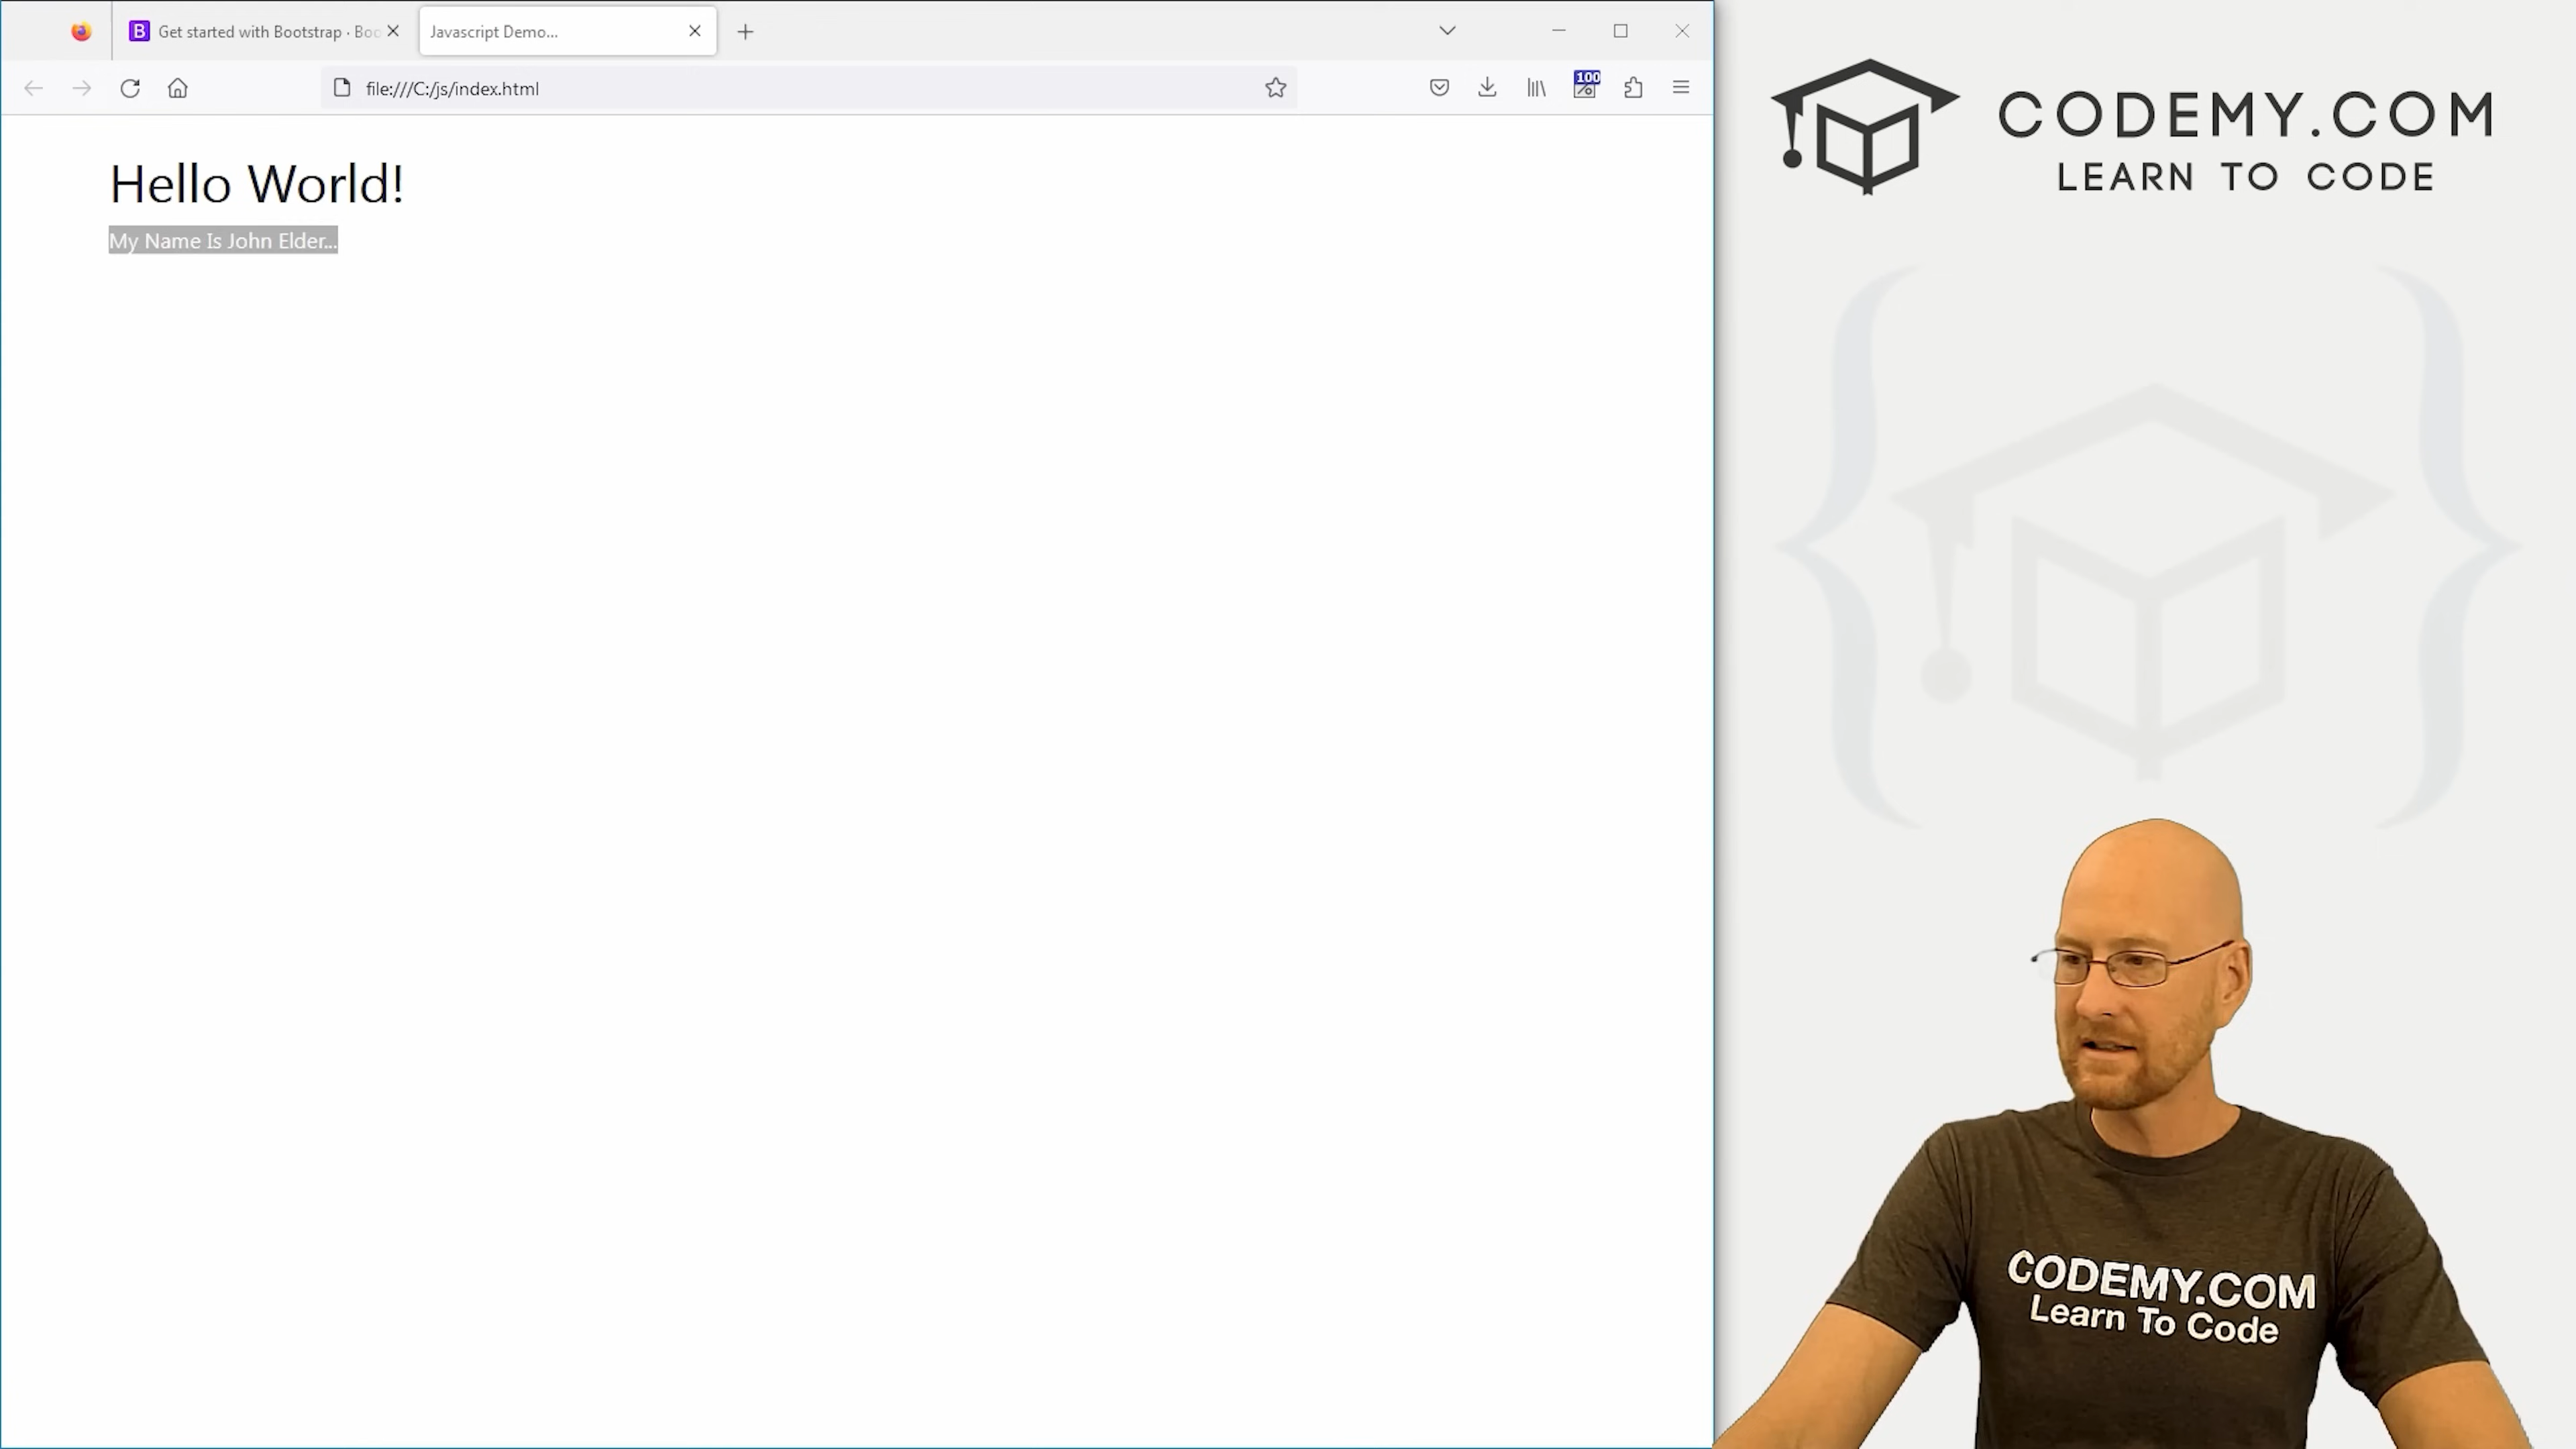 Get started with Bootstrap · Boo
Javascript Demo...
file:///C:/js/index.html
100
%
Hello World!
My Name Is John Elder...
CODEMY.COM
LEARN TO CODE
CODEMY.COM
Learn To Code